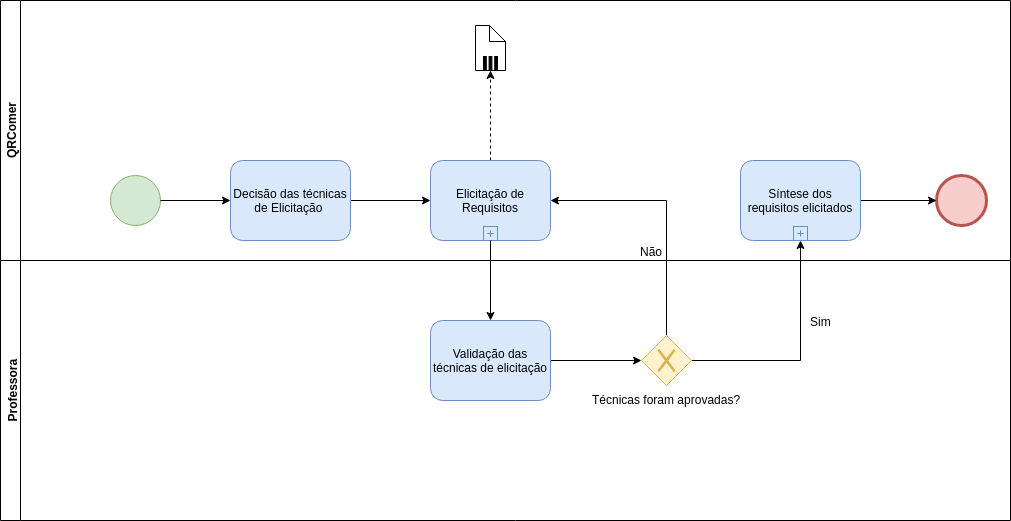 QRComer
Decisão das técnicas
de Elicitação
Elicitação de
Requisitos
Síntese dos
requisitos elicitados
Não
Professora
Validação das
técnicas de elicitação
Sim
Técnicas foram aprovadas?